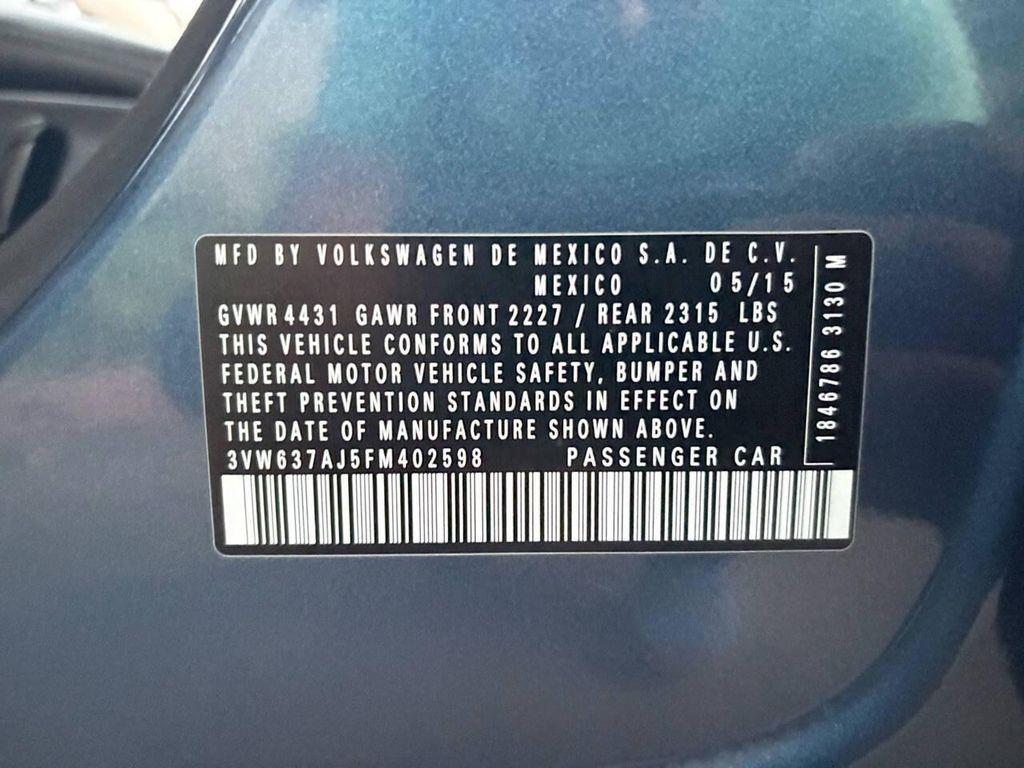 MFD BY VOLKSWAGEN DE MEXICO S.A. DE C.V.
MEXICO 05/15
GVWR 4431 GAWR FRONT 2227 / REAR 2315 LBS
THIS VEHICLE CONFORMS TO ALL APPLICABLE U.S.
FEDERAL MOTOR VEHICLE SAFETY, BUMPER AND
THEFT PREVENTION STANDARDS IN EFFECT ON
THE DATE OF MANUFACTURE SHOWN ABOVE.
3VW637AJ5FM402598 PASSENGER CAR
1846786 3130 M